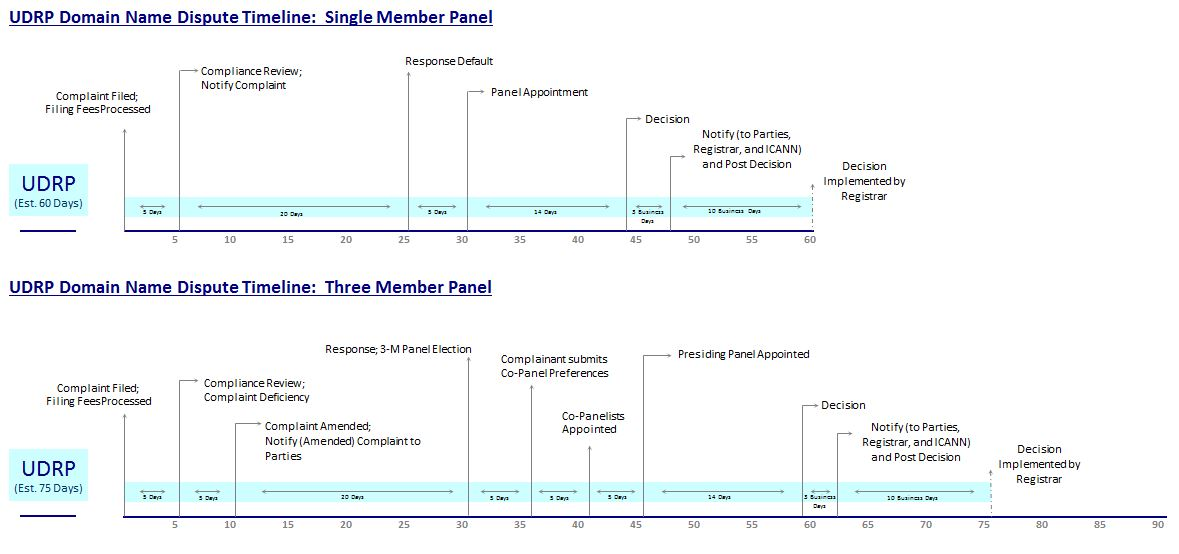 UDRP Domain Name Dispute Timeline: Single Member Panel
Response Default
Compliance Review;
Notify Complaint
Complaint Filed;
Filing FeesProcessed
Panel Appointment
Decision
Notify (to Parties,
Registrar, and ICANN)
and Post Decision
Decision
Implemented by
Registrar
UDRP
(Est. 60 Days)
5 Days
20 Days
5 Days
14 Days
3 Business
Days
10 Business Days
5 10 15 20 25 30 35 40 45 50 55 60
UDRP Domain Name Dispute Timeline: Three Member Panel
Response; 3-M Panel Election
Complainant submits
Co-Panel Preferences
Presiding Panel Appointed
Complaint Filed;
Filing FeesProcessed
Compliance Review;
Complaint Deficiency
Complaint Amended;
Notify (Amended) Complaint to
Parties
Co-Panelists
Appointed
Decision
Notify (to Parties,
Registrar, and ICANN)
and Post Decision
Decision
Implemented by
Registrar
UDRP
(Est. 75 Days)
5 Days
5 Days
20 Days
5 Days
5 Days
5 Days
14 Days
3 Business
Days
10 Business Days
5 10 15 20 25 30 35 40 45 50 55 60 65 70 75 80 85 90